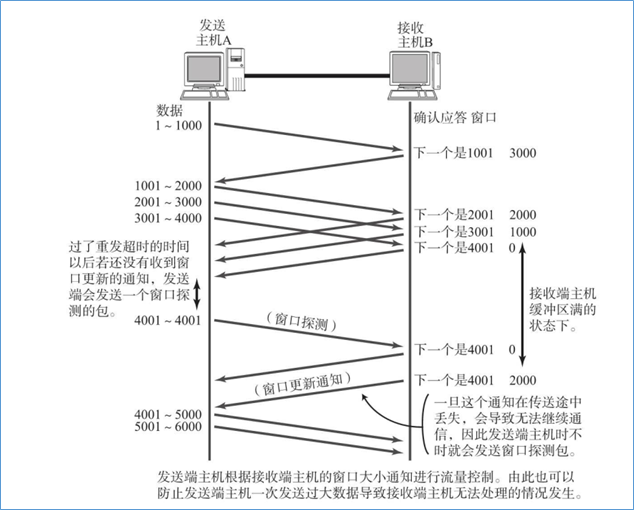 发送
主机A
接收
主机B
数据
确认应答 窗口
1~1000
下一个是1001 3000
1001~2000
2001~3000
3001~4000
下一个是2001 2000
下一个是3001 1000
下一个是4001 0
过了重发超时的时间
以后若还没有收到窗
口更新的通知，发送
端会发送一个窗口探
测的包。
接收端主机
缓冲区满的
状态下。
4001~4001
（窗口探测）
下一个是4001 0
（窗口更新通知）
下一个是4001 2000
一旦这个通知在传送途中
丢失，会导致无法继续通
信，因此发送端主机时不
时就会发送窗口探测包。
4001~5000
5001~6000
发送端主机根据接收端主机的窗口大小通知进行流量控制。由此也可以
防止发送端主机一次发送过大数据导致接收端主机无法处理的情况发生。